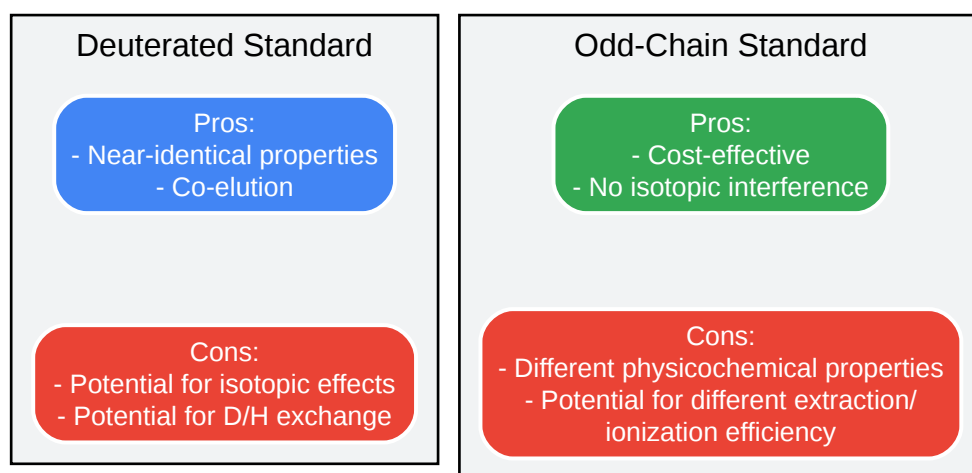 Deuterated Standard
Pros:
- Near-identical properties
- Co-elution
Cons:
- Potential for isotopic effects
- Potential for D/H exchange
Odd-Chain Standard
Pros:
- Cost-effective
- No isotopic interference
Cons:
- Different physicochemical properties
- Potential for different extraction/
ionization efficiency